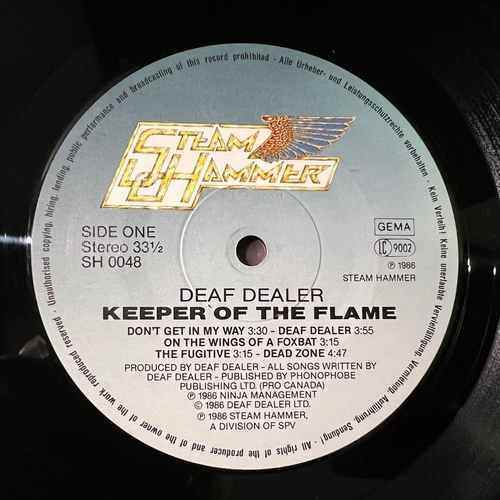 Unauthorised copying, hiring, lending, public performance and broadcasting of this record prohibited - Alle Urheber- und Leistungsschutzrechte vorbehalten - Kein Verleih! Keine unerlaubte Vervielfältigung, Vermietung, Aufführung, Sendung! - All rights of the manufacturer and of the owner of the work reproduced reserved -
STEAM
HAMMER
SIDE ONE
Stereo 33½
SH 0048
GEMA
LC 9002
℗ 1986
STEAM HAMMER
DEAF DEALER
KEEPER OF THE FLAME
DON'T GET IN MY WAY 3:30 - DEAF DEALER 3:55
ON THE WINGS OF A FOXBAT 3:15
THE FUGITIVE 3:15 - DEAD ZONE 4:47
PRODUCED BY DEAF DEALER - ALL SONGS WRITTEN BY
DEAF DEALER - PUBLISHED BY PHONOPHOBE
PUBLISHING LTD. (PRO CANADA)
℗ 1986 NINJA MANAGEMENT
© 1986 DEAF DEALER LTD.
℗ 1986 STEAM HAMMER,
A DIVISION OF SPV